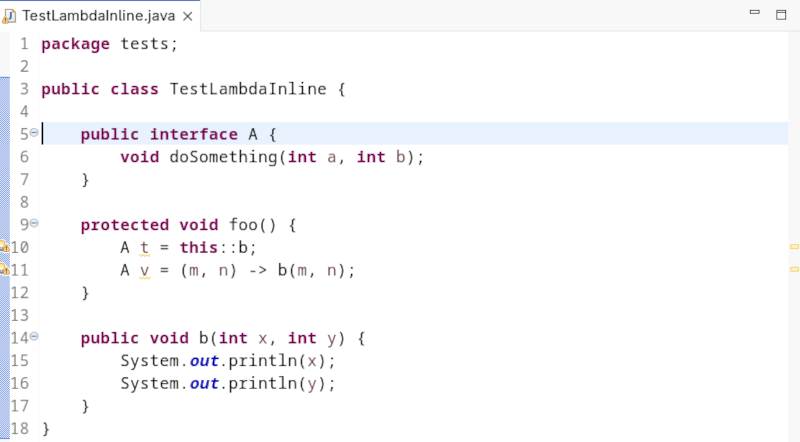 TestLambdaInline.java
1 package tests;
2
3 public class TestLambdaInline {
4
5     public interface A {
6         void doSomething(int a, int b);
7     }
8
9     protected void foo() {
10         A t = this::b;
11         A v = (m, n) -> b(m, n);
12     }
13
14     public void b(int x, int y) {
15         System.out.println(x);
16         System.out.println(y);
17     }
18 }